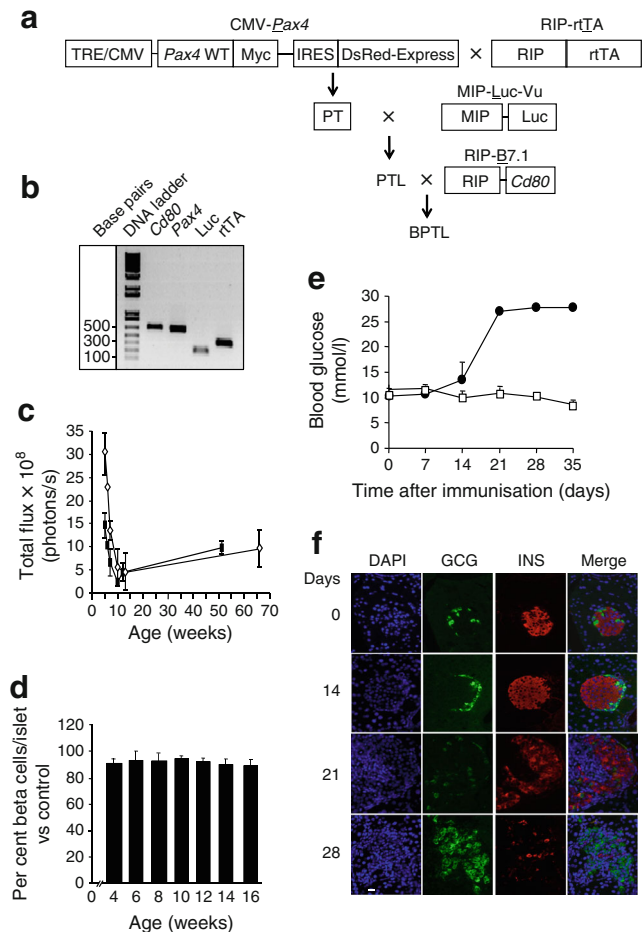 a
CMV-Pax4
RIP-rtTA
TRE/CMV
Pax4 WT
Myc
IRES
DsRed-Express
×
RIP
rtTA
MIP-Luc-Vu
PT
×
MIP
Luc
RIP-B7.1
PTL
×
RIP
Cd80
BPTL
b
Base pairs
DNA ladder
Cd80
Pax4
Luc
rtTA
500
300
100
c
35
30
25
20
15
10
5
0
Total flux × 10⁸
(photons/s)
0 10 20 30 40 50 60 70
Age (weeks)
d
120
100
80
60
40
20
0
Per cent beta cells/islet
vs control
0 4 6 8 10 12 14 16
Age (weeks)
e
30
25
20
15
10
5
0
Blood glucose
(mmol/l)
0 7 14 21 28 35
Time after immunisation (days)
f
DAPI GCG INS Merge
Days
0
14
21
28